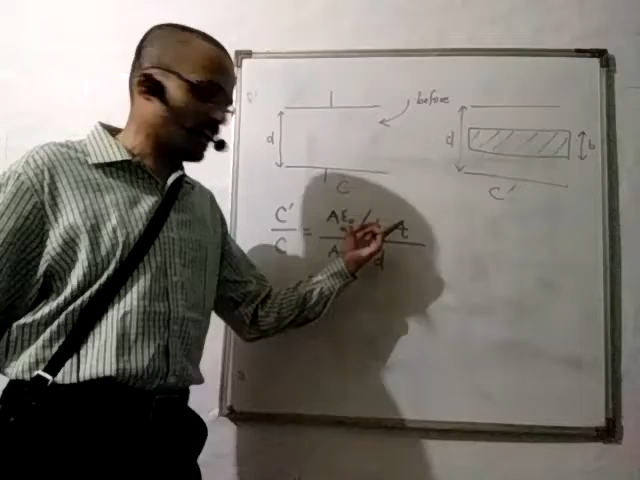 before
d
C
d
b
C'
C' / C = Aε₀ / d - t
A d